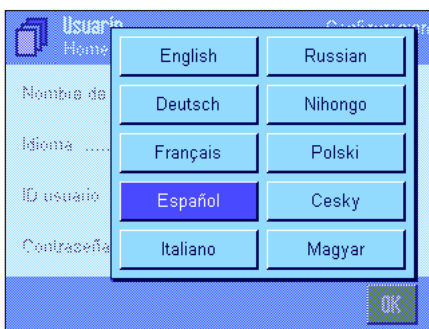 Usuario
Home
English
Russian
Nombre de
Deutsch
Nihongo
Idioma .....
Français
Polski
ID usuario
Español
Cesky
Contraseña
Italiano
Magyar
OK